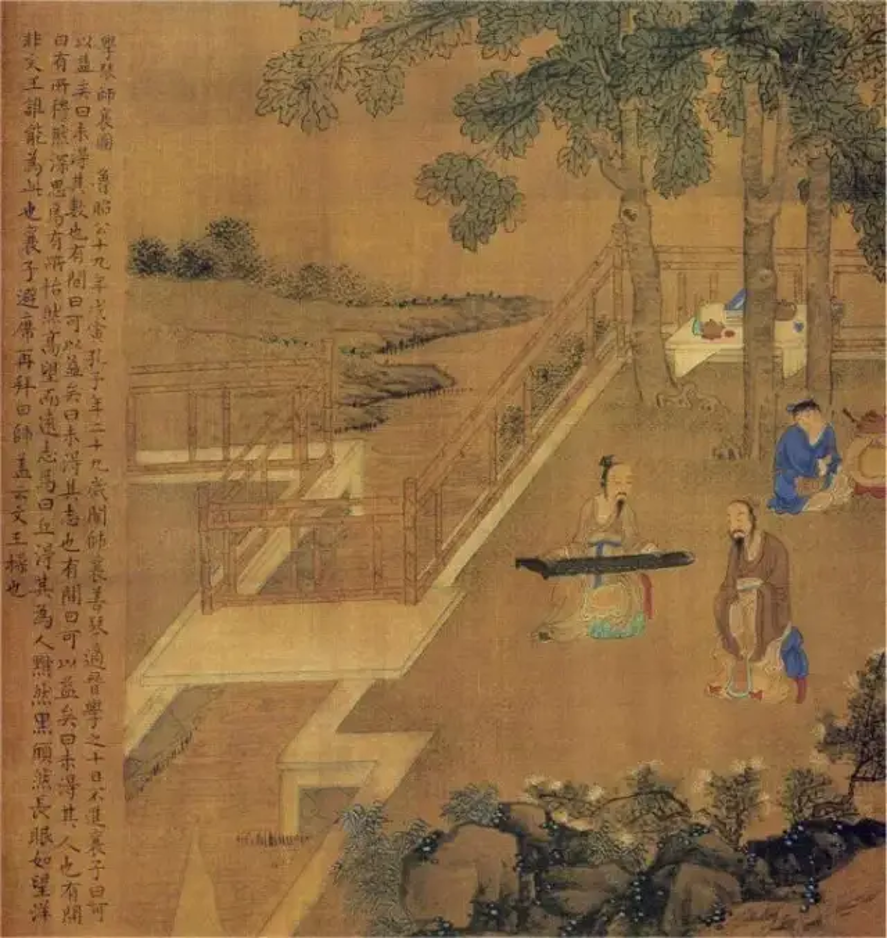 學琴師襄圖 魯昭公十九年戊寅孔子年二十九歲聞師襄善琴適晉學之十日不進襄子曰可
以益矣曰未得其數也有間曰可以益矣曰未得其志也有間曰可以益矣曰未得其人也有間
曰有所穆然深思焉有所怡然高望而遠志焉曰丘得其為人黯然黑頎然長眼如望洋
非文王誰能為此也襄子避席再拜曰師盖云文王操也